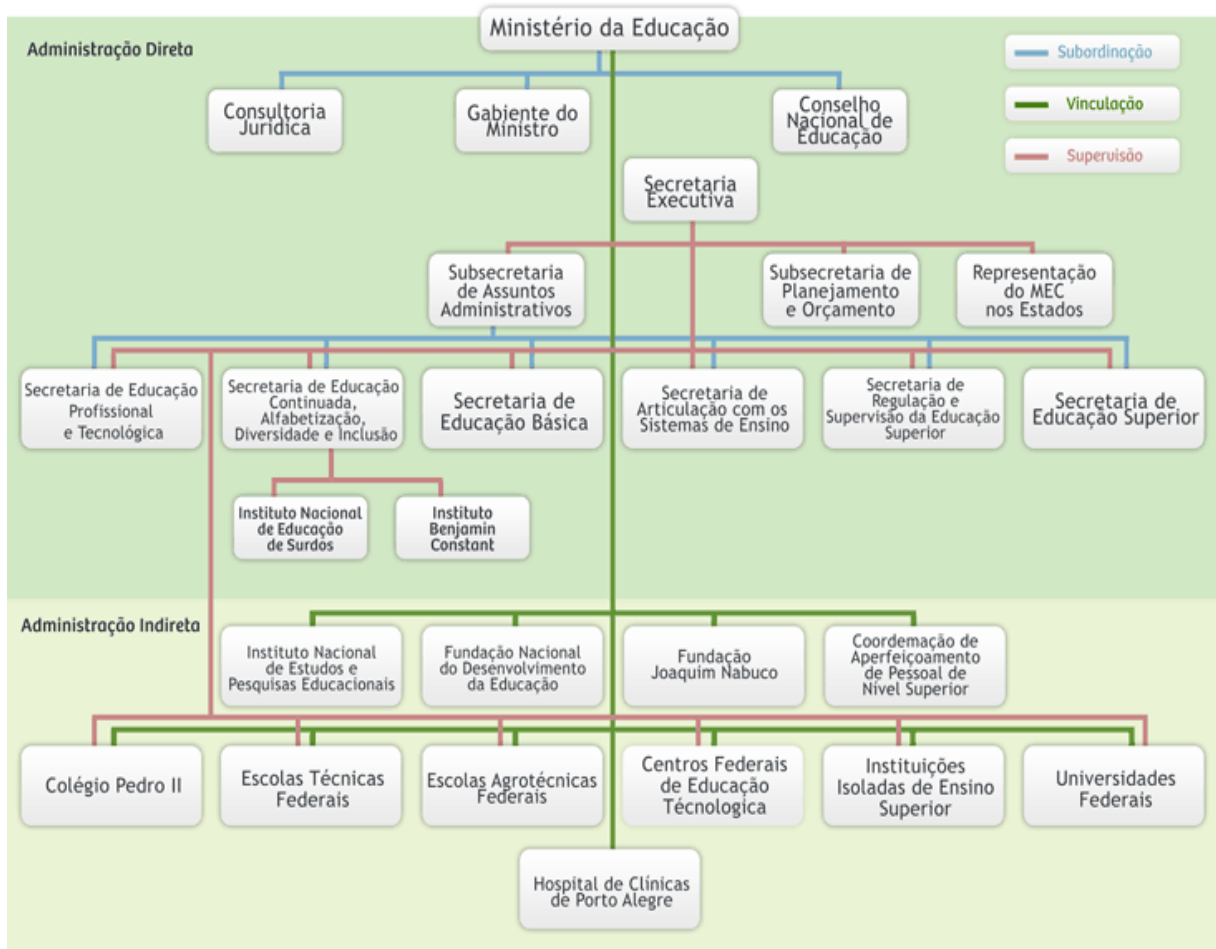 Ministério da Educação
Administração Direta
Subordinação
Vinculação
Supervisão
Consultoria
Jurídica
Gabiente do
Ministro
Conselho
Nacional de
Educação
Secretaria
Executiva
Subsecretaria
de Assuntos
Administrativos
Subsecretaria de
Planejamento
e Orçamento
Representação
do MEC
nos Estados
Secretaria de Educação
Profissional
e Tecnológica
Secretaria de Educação
Continuada,
Alfabetização,
Diversidade e Inclusão
Secretaria de
Educação Básica
Secretaria de
Articulação com os
Sistemas de Ensino
Secretaria de
Regulação e
Supervisão da Educação
Superior
Secretaria de
Educação Superior
Instituto Nacional
de Educação
de Surdos
Instituto
Benjamin
Constant
Administração Indireta
Instituto Nacional
de Estudos e
Pesquisas Educacionais
Fundação Nacional
do Desenvolvimento
da Educação
Fundação
Joaquim Nabuco
Coordemação de
Aperfeiçoamento
de Pessoal de
Nível Superior
Colégio Pedro II
Escolas Técnicas
Federais
Escolas Agrotécnicas
Federais
Centros Federais
de Educação
Técnologica
Instituições
Isoladas de Ensino
Superior
Universidades
Federais
Hospital de Clínicas
de Porto Alegre